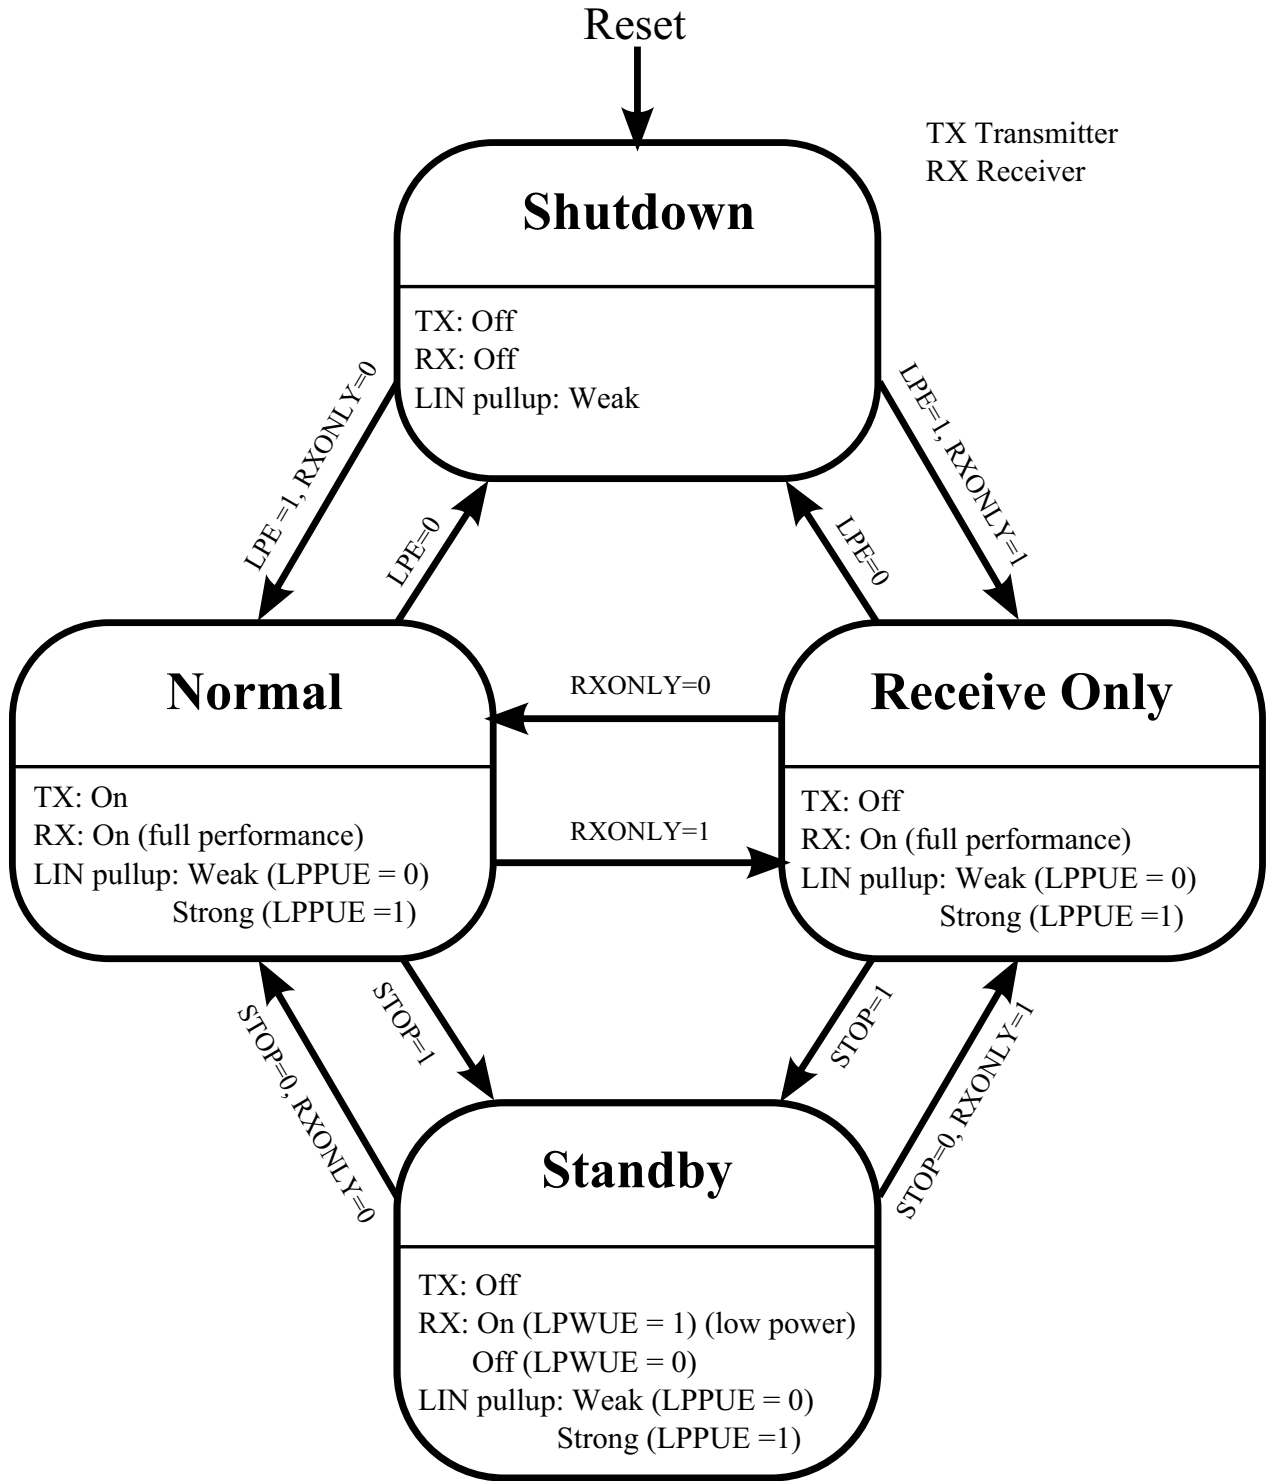 Reset
TX Transmitter
RX Receiver
Shutdown
TX: Off
RX: Off
LIN pullup: Weak
LPE =1, RXONLY=0
LPE=0
LPE=0
LPE=1, RXONLY=1
Normal
TX: On
RX: On (full performance)
LIN pullup: Weak (LPPUE = 0)
Strong (LPPUE =1)
RXONLY=0
RXONLY=1
Receive Only
TX: Off
RX: On (full performance)
LIN pullup: Weak (LPPUE = 0)
Strong (LPPUE =1)
STOP=0, RXONLY=0
STOP=1
STOP=1
STOP=0, RXONLY=1
Standby
TX: Off
RX: On (LPWUE = 1) (low power)
Off (LPWUE = 0)
LIN pullup: Weak (LPPUE = 0)
Strong (LPPUE =1)